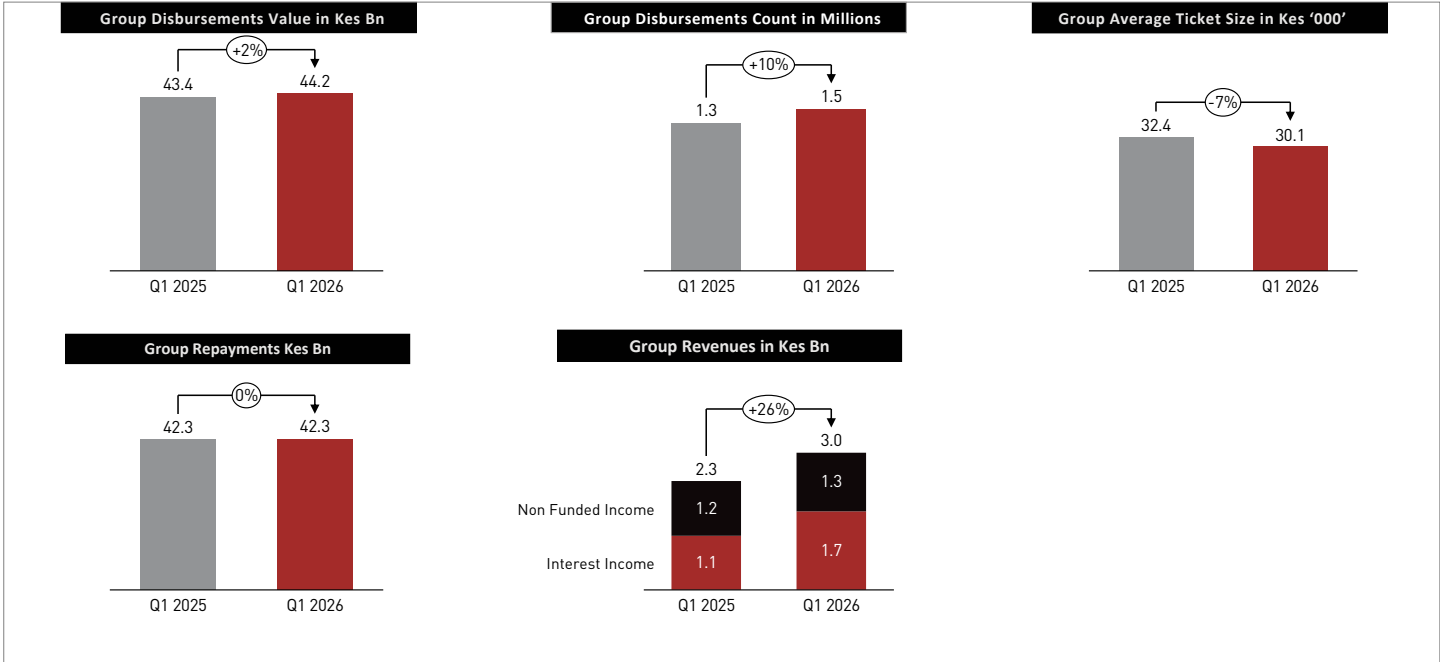 Group Disbursements Value in Kes Bn
+2%
43.4
44.2
Q1 2025
Q1 2026
Group Disbursements Count in Millions
+10%
1.3
1.5
Q1 2025
Q1 2026
Group Average Ticket Size in Kes ‘000’
-7%
32.4
30.1
Q1 2025
Q1 2026
Group Repayments Kes Bn
0%
42.3
42.3
Q1 2025
Q1 2026
Group Revenues in Kes Bn
+26%
2.3
3.0
Non Funded Income
1.2
1.3
Interest Income
1.1
1.7
Q1 2025
Q1 2026